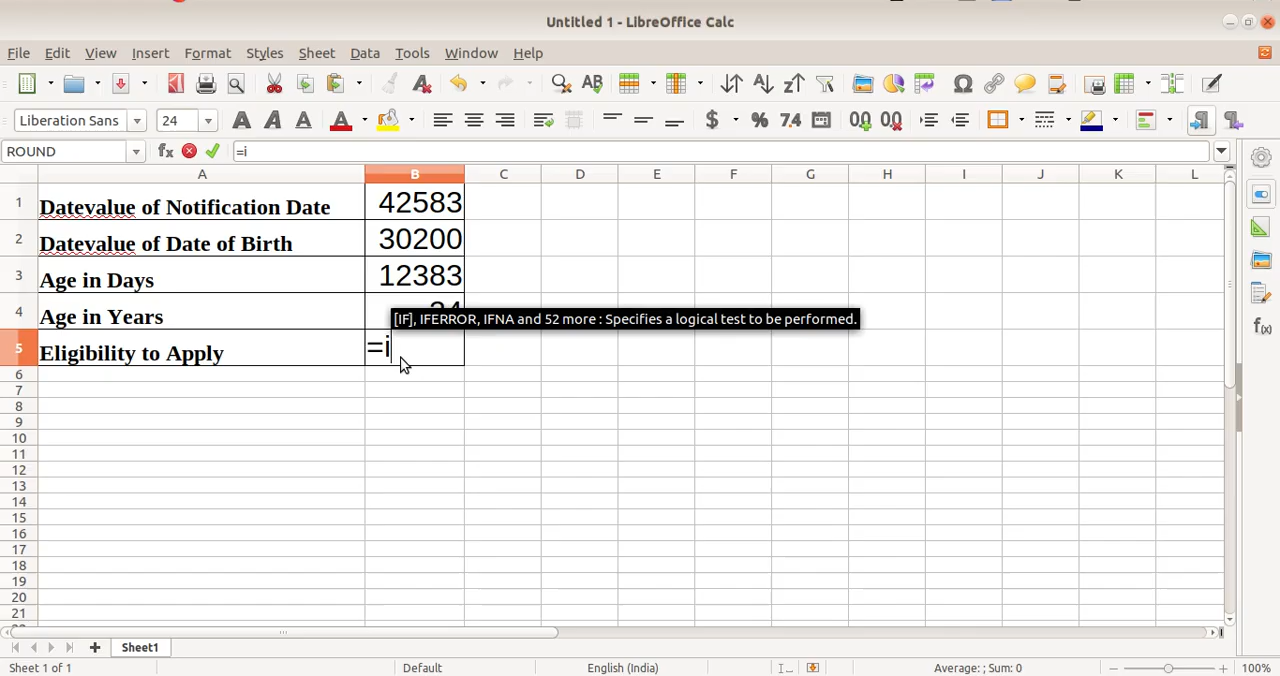 Untitled 1 - LibreOffice Calc
File Edit View Insert Format Styles Sheet Data Tools Window Help
Liberation Sans 24
ROUND =i
A B C D E F G H I J K L
1 Datevalue of Notification Date 42583
2 Datevalue of Date of Birth 30200
3 Age in Days 12383
4 Age in Years
[IF], IFERROR, IFNA and 52 more : Specifies a logical test to be performed.
5 Eligibility to Apply =i
6
7
8
9
10
11
12
13
14
15
16
17
18
19
20
21
Sheet1
Sheet 1 of 1 Default English (India) Average: ; Sum: 0 100%